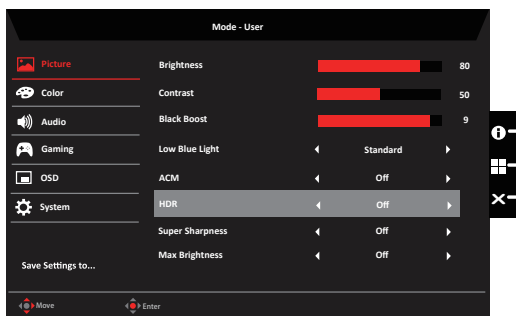 Mode - User
Picture
Color
Audio
Gaming
OSD
System
Save Settings to...
Brightness 80
Contrast 50
Black Boost 9
Low Blue Light Standard
ACM Off
HDR Off
Super Sharpness Off
Max Brightness Off
Move Enter